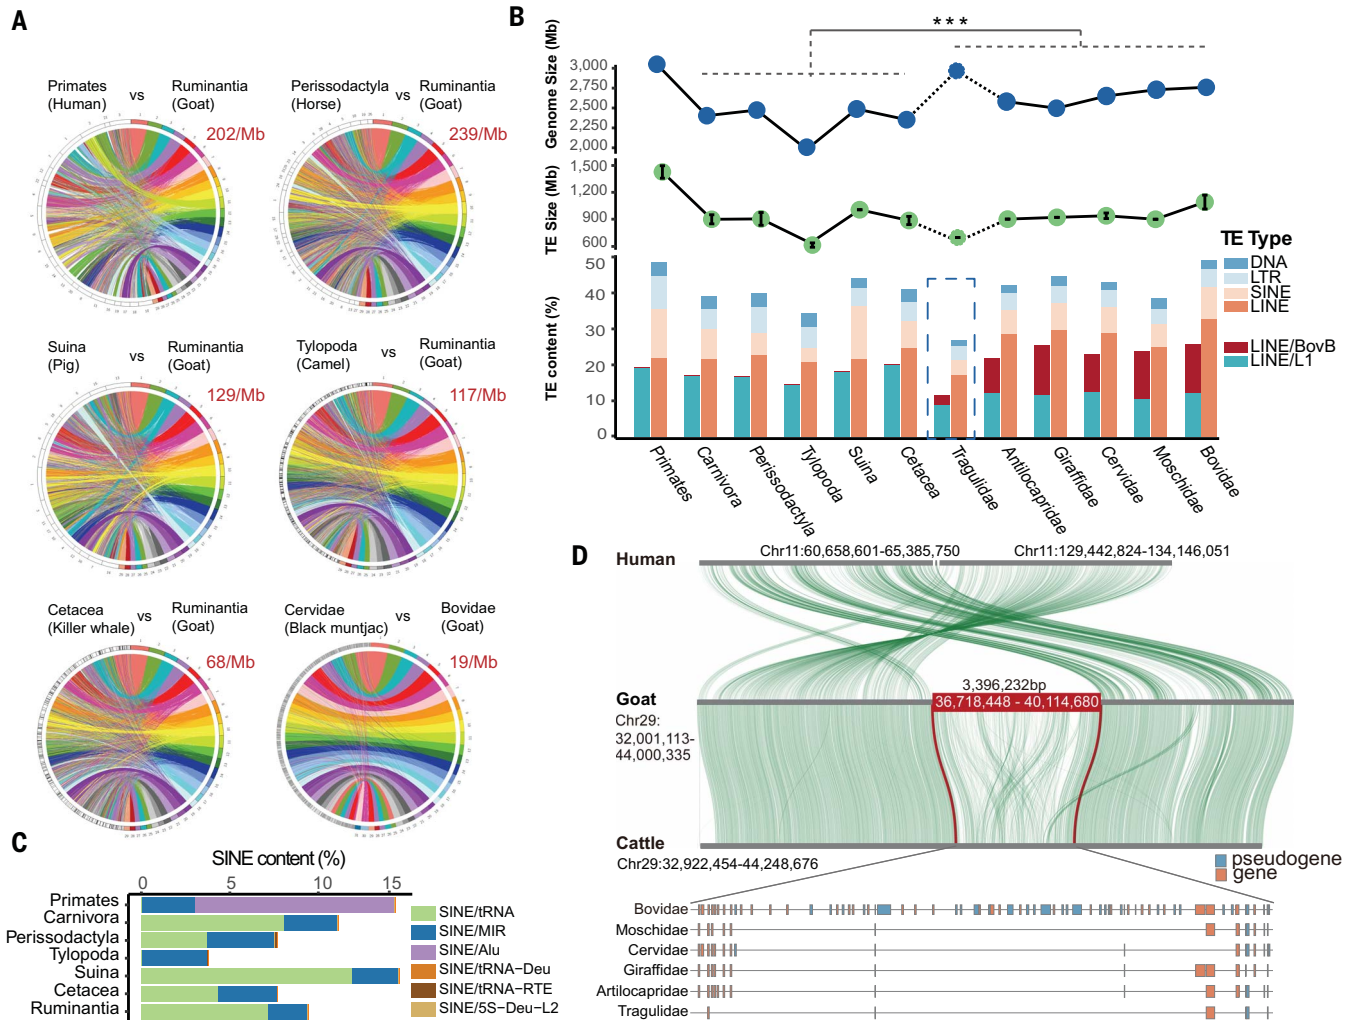 A
Primates
(Human)
vs
Ruminantia
(Goat)
202/Mb
Perissodactyla
(Horse)
vs
Ruminantia
(Goat)
239/Mb
Suina
(Pig)
vs
Ruminantia
(Goat)
129/Mb
Tylopoda
(Camel)
vs
Ruminantia
(Goat)
117/Mb
Cetacea
(Killer whale)
vs
Ruminantia
(Goat)
68/Mb
Cervidae
(Black muntjac)
vs
Bovidae
(Goat)
19/Mb
B
***
Genome Size (Mb)
3,000
2,750
2,500
2,250
2,000
TE Size (Mb)
1,500
1,200
900
600
TE content (%)
50
40
30
20
10
0
Primates
Carnivora
Perissodactyla
Tylopoda
Suina
Cetacea
Tragulidae
Antilocapridae
Giraffidae
Cervidae
Moschidae
Bovidae
TE Type
DNA
LTR
SINE
LINE
LINE/BovB
LINE/L1
C
SINE content (%)
0 5 10 15
Primates
Carnivora
Perissodactyla
Tylopoda
Suina
Cetacea
Ruminantia
SINE/tRNA
SINE/MIR
SINE/Alu
SINE/tRNA−Deu
SINE/tRNA−RTE
SINE/5S−Deu−L2
D
Human
Chr11:60,658,601-65,385,750
Chr11:129,442,824-134,146,051
3,396,232bp
36,718,448 - 40,114,680
Goat
Chr29:
32,001,113-
44,000,335
Cattle
Chr29:32,922,454-44,248,676
pseudogene
gene
Bovidae
Moschidae
Cervidae
Giraffidae
Artilocapridae
Tragulidae